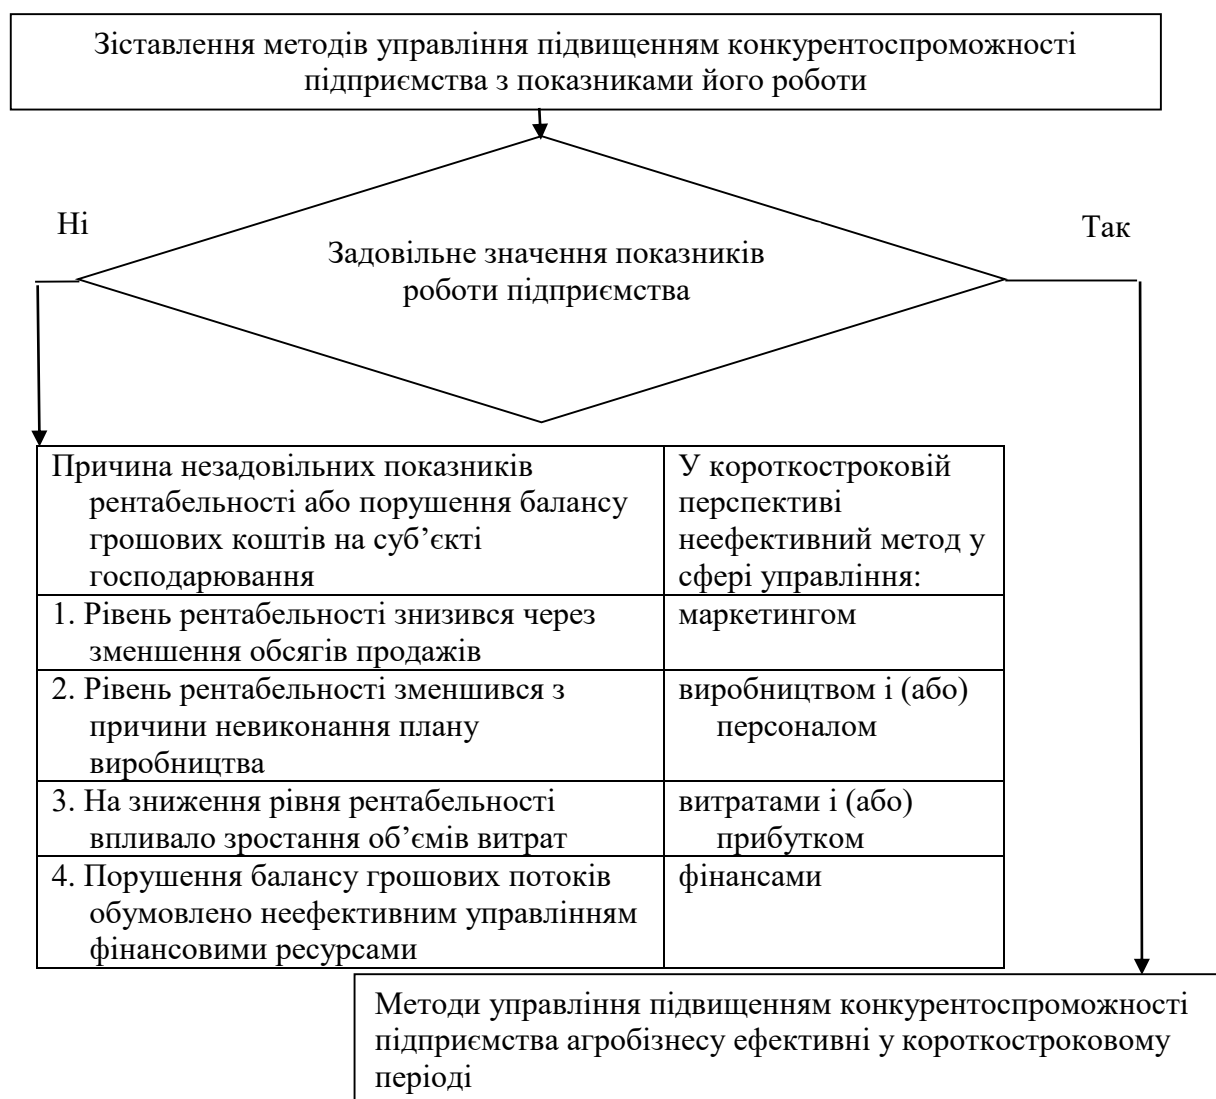 Зіставлення методів управління підвищенням конкурентоспроможності
підприємства з показниками його роботи
Ні
Так
Задовільне значення показників
роботи підприємства
Причина незадовільних показників
рентабельності або порушення балансу
грошових коштів на суб’єкті
господарювання
У короткостроковій
перспективі
неефективний метод у
сфері управління:
1. Рівень рентабельності знизився через
зменшення обсягів продажів
маркетингом
2. Рівень рентабельності зменшився з
причини невиконання плану
виробництва
виробництвом і (або)
персоналом
3. На зниження рівня рентабельності
впливало зростання об’ємів витрат
витратами і (або)
прибутком
4. Порушення балансу грошових потоків
обумовлено неефективним управлінням
фінансовими ресурсами
фінансами
Методи управління підвищенням конкурентоспроможності
підприємства агробізнесу ефективні у короткостроковому
періоді